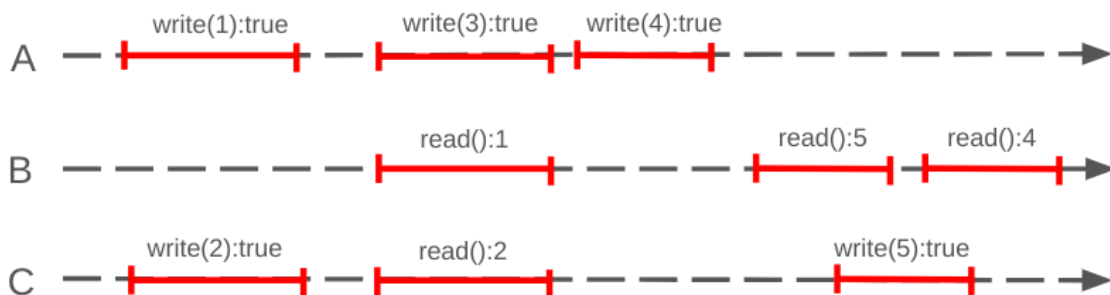 write(1):true write(3):true write(4):true
A
read():1 read():5 read():4
B
write(2):true read():2 write(5):true
C